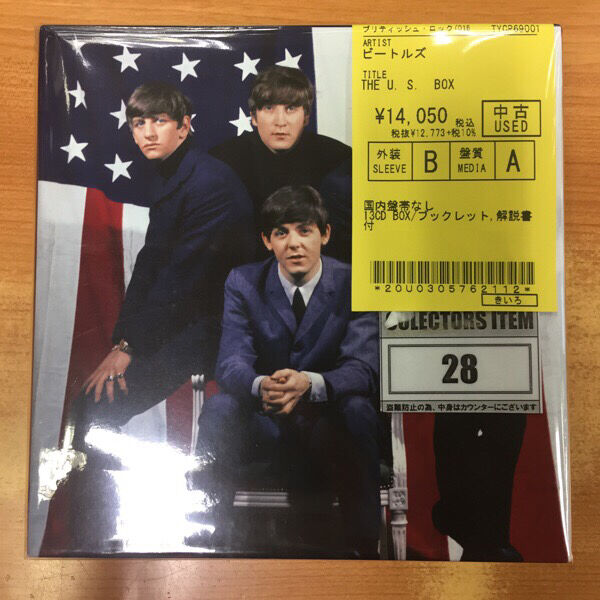 ブリティッシュ・ロック/018 TYCP69001
ARTIST
ビートルズ
TITLE
THE U. S. BOX
¥14,050 税込
税抜¥12,773+税10%
中古
USED
外装
SLEEVE
B
盤質
MEDIA
A
国内盤帯なし
13CD BOX/ブックレット,解説書
付
*20U0305762112*
きいろ
COLECTORS ITEM
28
盗難防止の為、中身はカウンターにございます